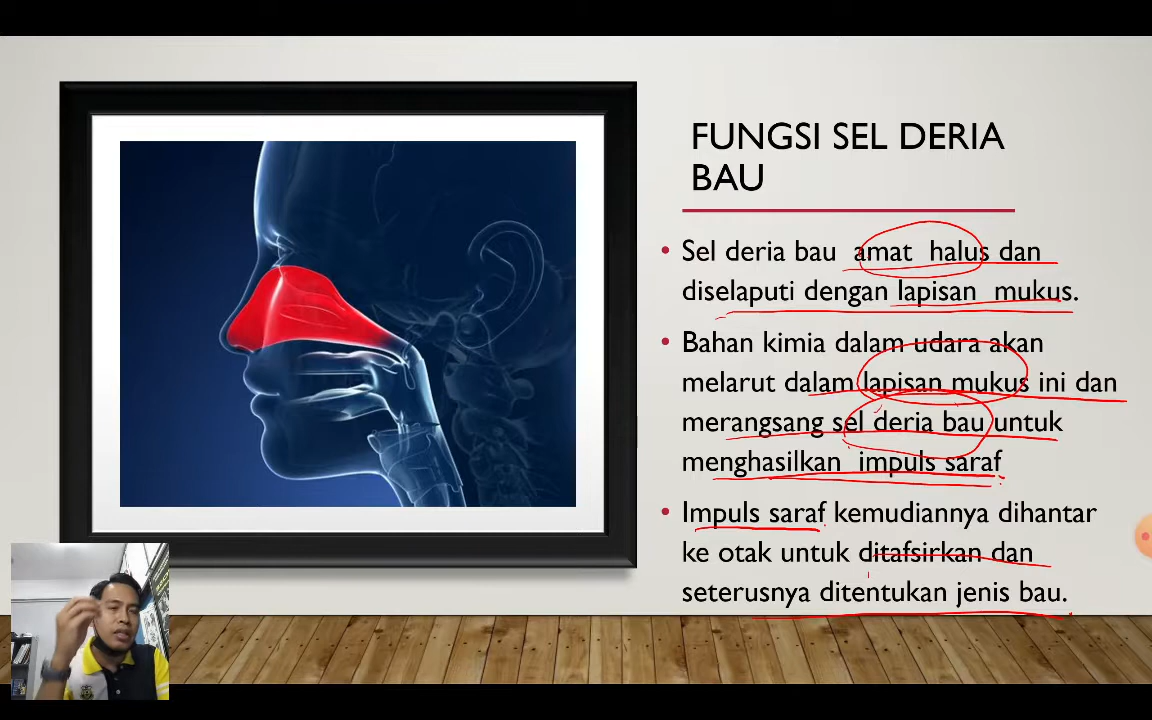 FUNGSI SEL DERIA
BAU
• Sel deria bau amat halus dan
diselaputi dengan lapisan mukus.
• Bahan kimia dalam udara akan
melarut dalam lapisan mukus ini dan
merangsang sel deria bau untuk
menghasilkan impuls saraf
• Impuls saraf kemudiannya dihantar
ke otak untuk ditafsirkan dan
seterusnya ditentukan jenis bau.